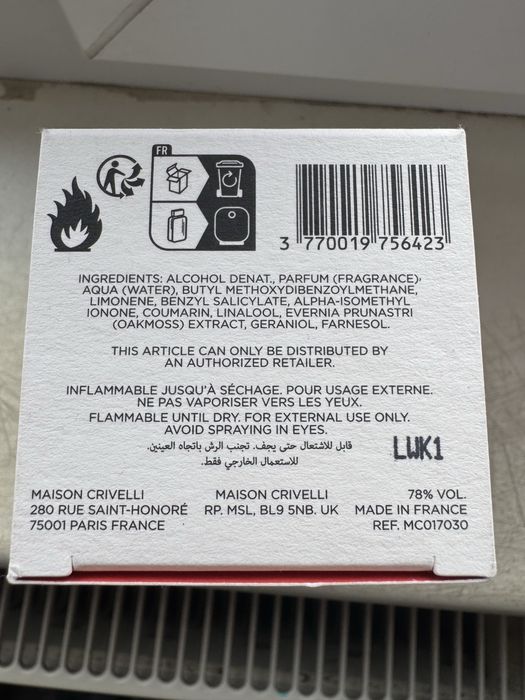 FR
3 770019 756423
INGREDIENTS: ALCOHOL DENAT., PARFUM (FRAGRANCE),
AQUA (WATER), BUTYL METHOXYDIBENZOYLMETHANE,
LIMONENE, BENZYL SALICYLATE, ALPHA-ISOMETHYL
IONONE, COUMARIN, LINALOOL, EVERNIA PRUNASTRI
(OAKMOSS) EXTRACT, GERANIOL, FARNESOL.
THIS ARTICLE CAN ONLY BE DISTRIBUTED BY
AN AUTHORIZED RETAILER.
INFLAMMABLE JUSQU'À SÉCHAGE. POUR USAGE EXTERNE.
NE PAS VAPORISER VERS LES YEUX.
FLAMMABLE UNTIL DRY. FOR EXTERNAL USE ONLY.
AVOID SPRAYING IN EYES.
قابل للاشتعال حتى يجف. تجنب الرش باتجاه العينين.
للاستعمال الخارجي فقط.
LWK1
MAISON CRIVELLI
280 RUE SAINT-HONORÉ
75001 PARIS FRANCE
MAISON CRIVELLI
RP. MSL, BL9 5NB. UK
78% VOL.
MADE IN FRANCE
REF. MC017030